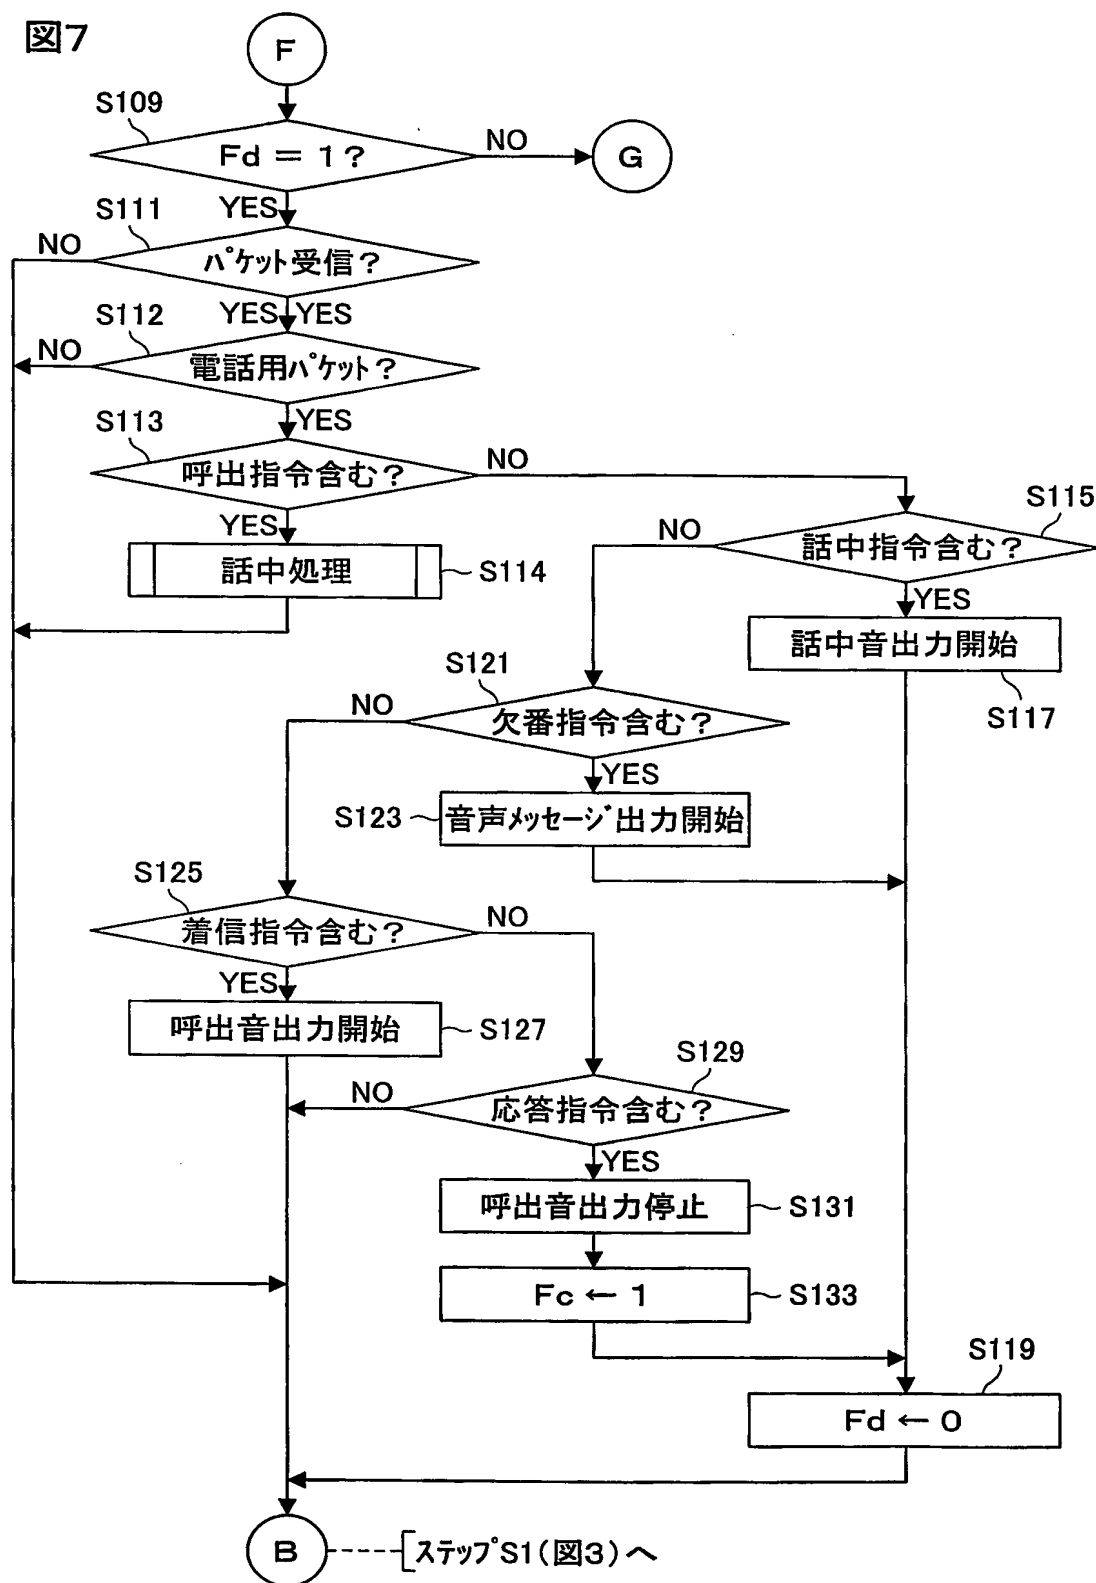 図7
F
S109
Fd = 1?
NO
G
YES
S111
NO
パケット受信?
YES YES
S112
NO
電話用パケット?
YES
S113
呼出指令含む?
NO
YES
S115
NO
話中指令含む?
話中処理
S114
YES
話中音出力開始
S117
S121
NO
欠番指令含む?
YES
S123
音声メッセージ出力開始
S125
着信指令含む?
NO
YES
呼出音出力開始
S127
S129
NO
応答指令含む?
YES
呼出音出力停止
S131
Fc ← 1
S133
S119
Fd ← 0
B
ステップS1(図3)へ